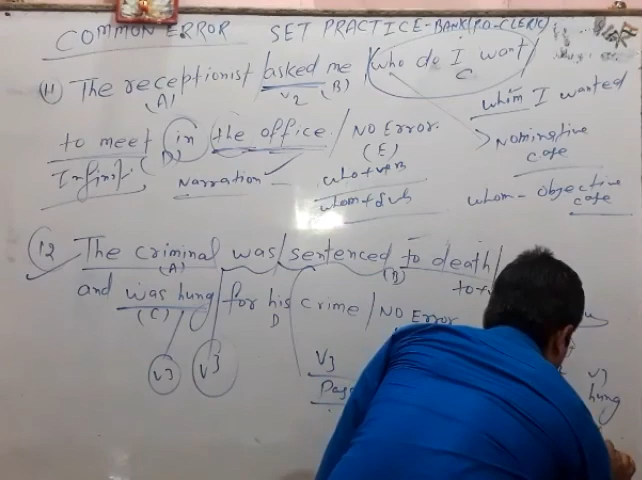 COMMON ERROR SET PRACTICE-BANK (P.O-CLERK)
(11) The receptionist / asked me / who do I want /
(A) V2 (B) C
whom I wanted
to meet in the office. / NO Error.
(D) (E)
Nominative case
Infinit. Narration - who+verb
whom+Sub whom - objective case
(12) The criminal was / sentenced to death /
(A) (B)
and was hung / for his crime / NO Error
(C) D
V3 V3 V3 V3
Pas hung